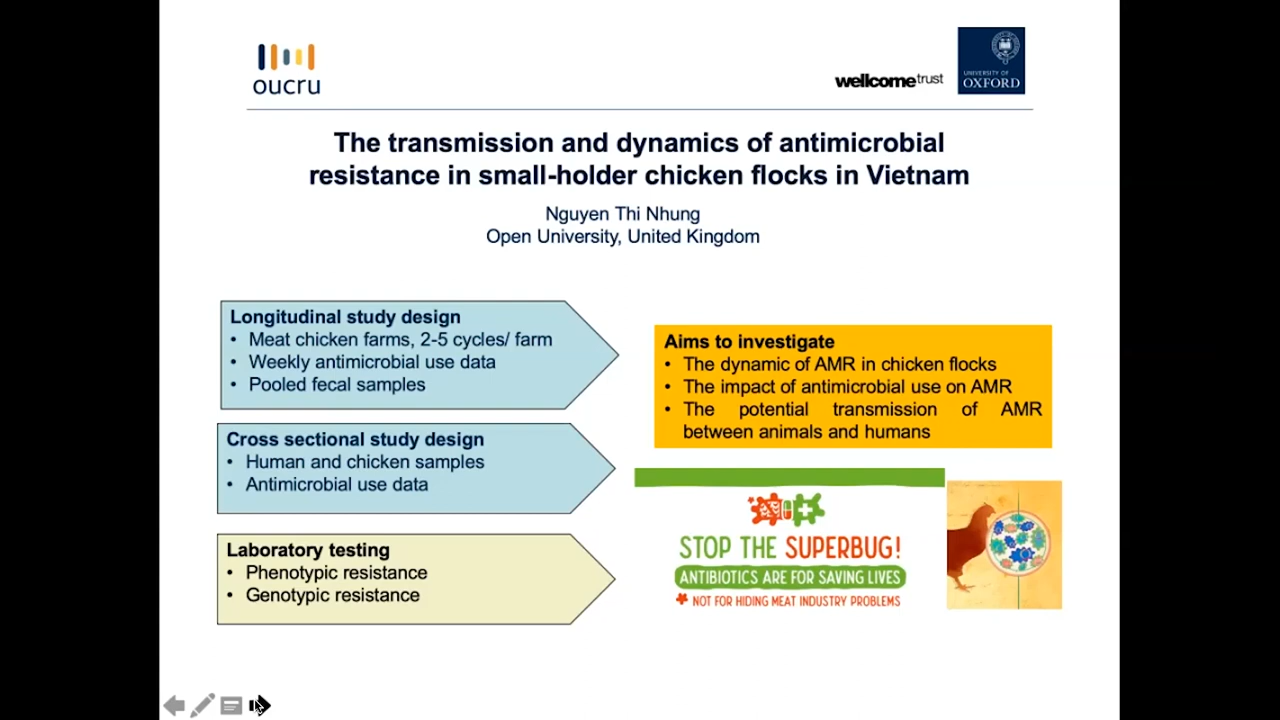 oucru
wellcometrust
UNIVERSITY OF
OXFORD
The transmission and dynamics of antimicrobial
resistance in small-holder chicken flocks in Vietnam
Nguyen Thi Nhung
Open University, United Kingdom
Longitudinal study design
• Meat chicken farms, 2-5 cycles/ farm
• Weekly antimicrobial use data
• Pooled fecal samples
Cross sectional study design
• Human and chicken samples
• Antimicrobial use data
Laboratory testing
• Phenotypic resistance
• Genotypic resistance
Aims to investigate
• The dynamic of AMR in chicken flocks
• The impact of antimicrobial use on AMR
• The potential transmission of AMR
between animals and humans
STOP THE SUPERBUG!
ANTIBIOTICS ARE FOR SAVING LIVES
NOT FOR HIDING MEAT INDUSTRY PROBLEMS